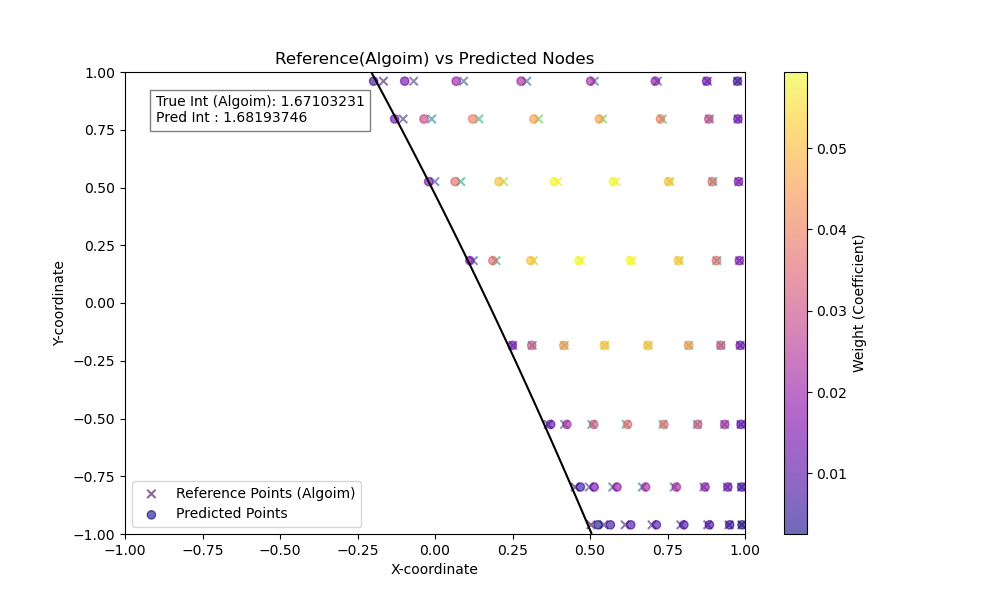 Reference(Algoim) vs Predicted Nodes
True Int (Algoim): 1.67103231
Pred Int : 1.68193746
1.00
0.75
0.50
0.25
0.00
−0.25
−0.50
−0.75
−1.00
Y-coordinate
Reference Points (Algoim)
Predicted Points
−1.00 −0.75 −0.50 −0.25 0.00 0.25 0.50 0.75 1.00
X-coordinate
0.05
0.04
0.03
0.02
0.01
Weight (Coefficient)